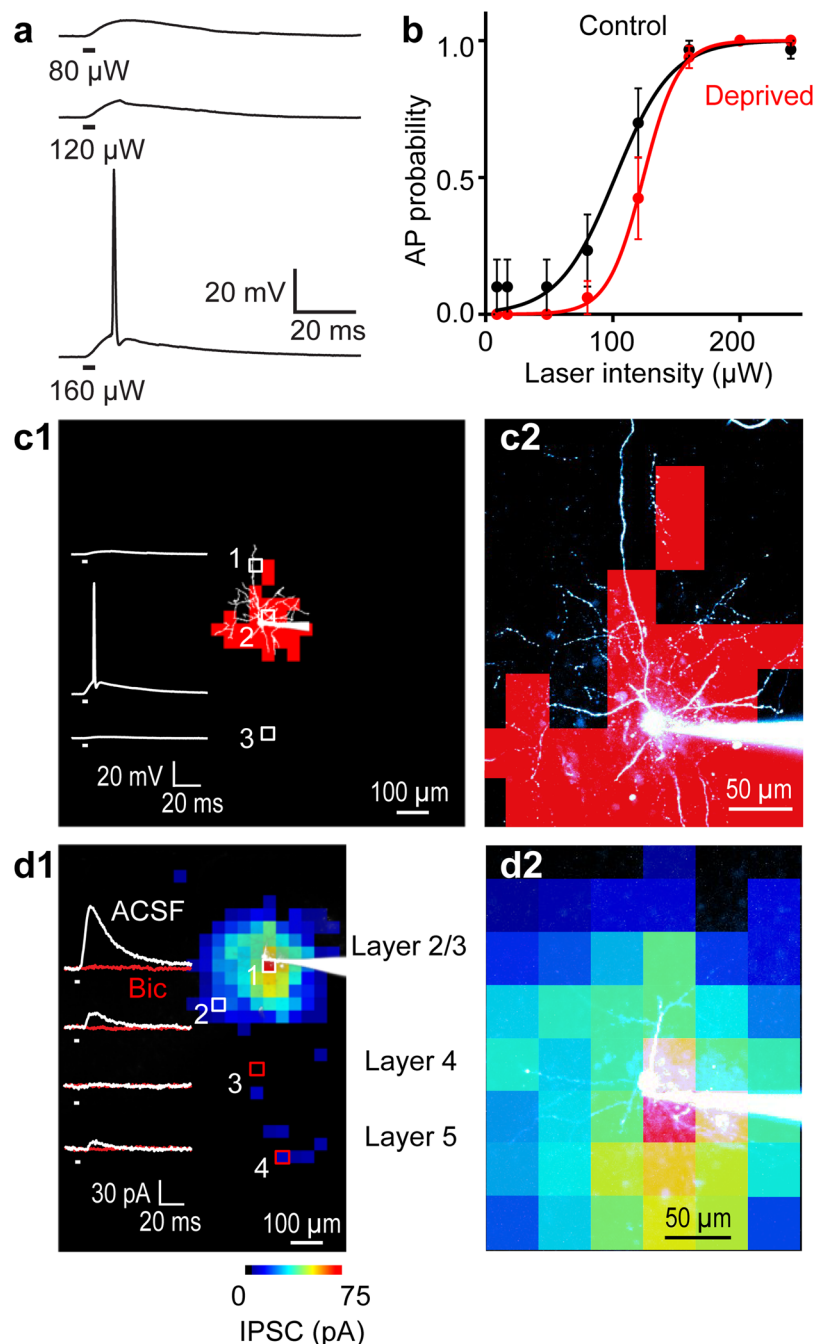 a
80 µW
120 µW
20 mV
20 ms
160 µW
b
Control
Deprived
AP probability
1.0
0.5
0.0
0
100
200
Laser intensity (µW)
c1
1
2
3
20 mV
20 ms
100 µm
c2
50 µm
d1
ACSF
Bic
1
2
3
4
30 pA
20 ms
100 µm
Layer 2/3
Layer 4
Layer 5
d2
50 µm
0
75
IPSC (pA)